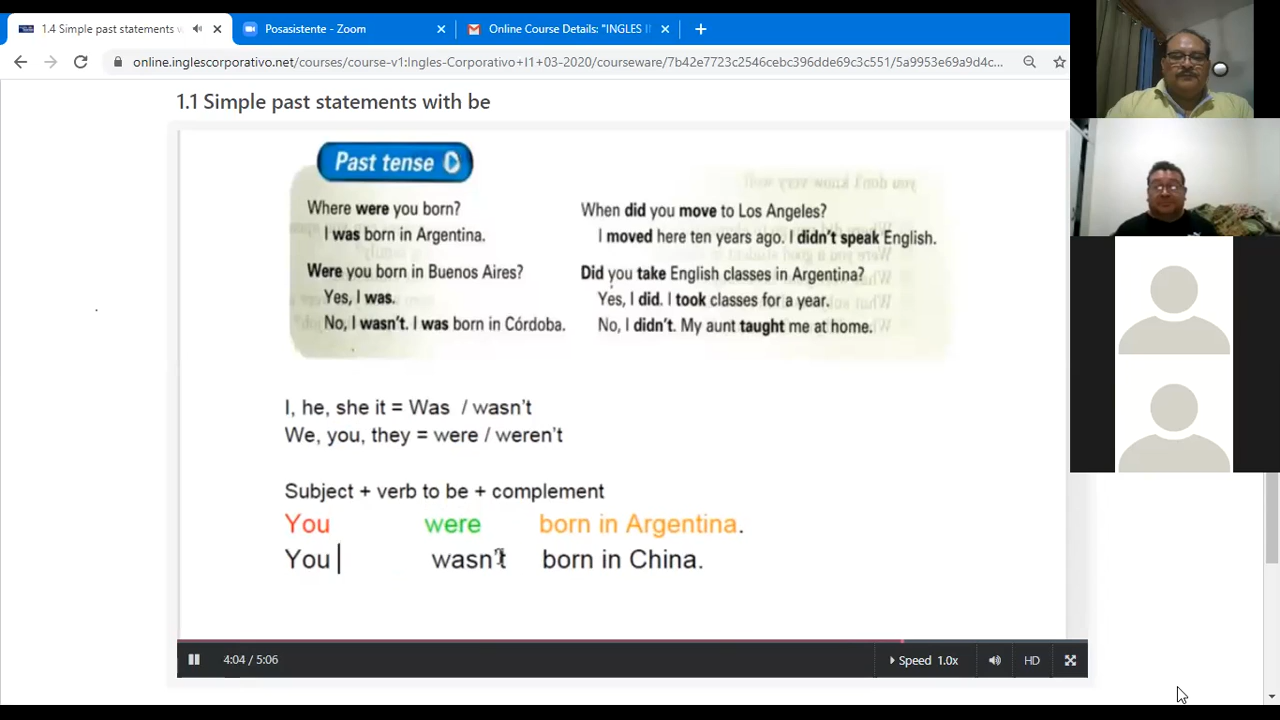 1.4 Simple past statements w
Posasistente - Zoom
Online Course Details: "INGLES I
online.inglescorporativo.net/courses/course-v1:Ingles-Corporativo+I1+03-2020/courseware/7b42e7723c2546cebc396dde69c3c551/5a9953e69a9d4c...
1.1 Simple past statements with be
Past tense
Where were you born?
I was born in Argentina.
Were you born in Buenos Aires?
Yes, I was.
No, I wasn't. I was born in Córdoba.
When did you move to Los Angeles?
I moved here ten years ago. I didn't speak English.
Did you take English classes in Argentina?
Yes, I did. I took classes for a year.
No, I didn't. My aunt taught me at home.
I, he, she it = Was / wasn't
We, you, they = were / weren't
Subject + verb to be + complement
You were born in Argentina.
You wasn't born in China.
4:04 / 5:06
Speed 1.0x
HD